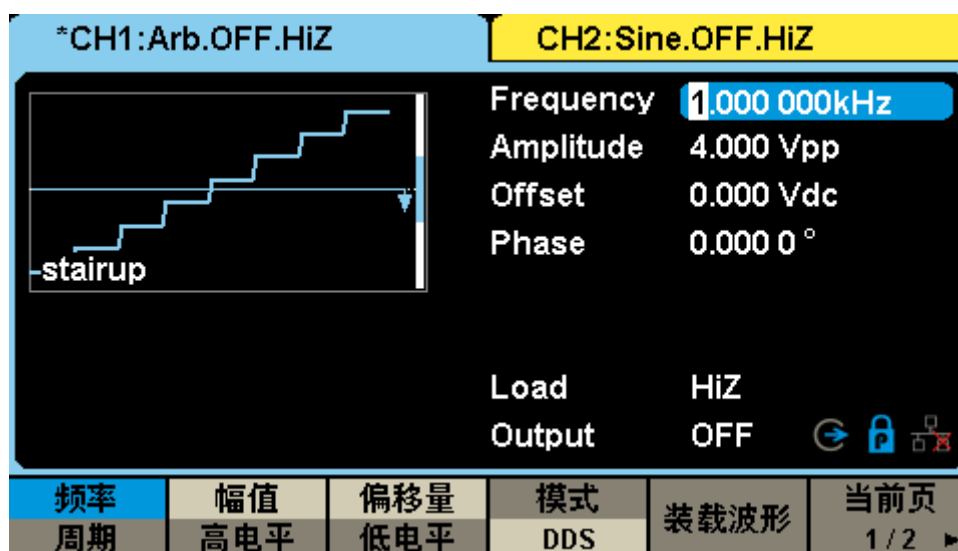 *CH1:Arb.OFF.HiZ CH2:Sine.OFF.HiZ
Frequency 1.000 000kHz
Amplitude 4.000 Vpp
Offset 0.000 Vdc
Phase 0.000 0 °
stairup
Load HiZ
Output OFF
频率 幅值 偏移量 模式 装载波形 当前页
周期 高电平 低电平 DDS 1/2